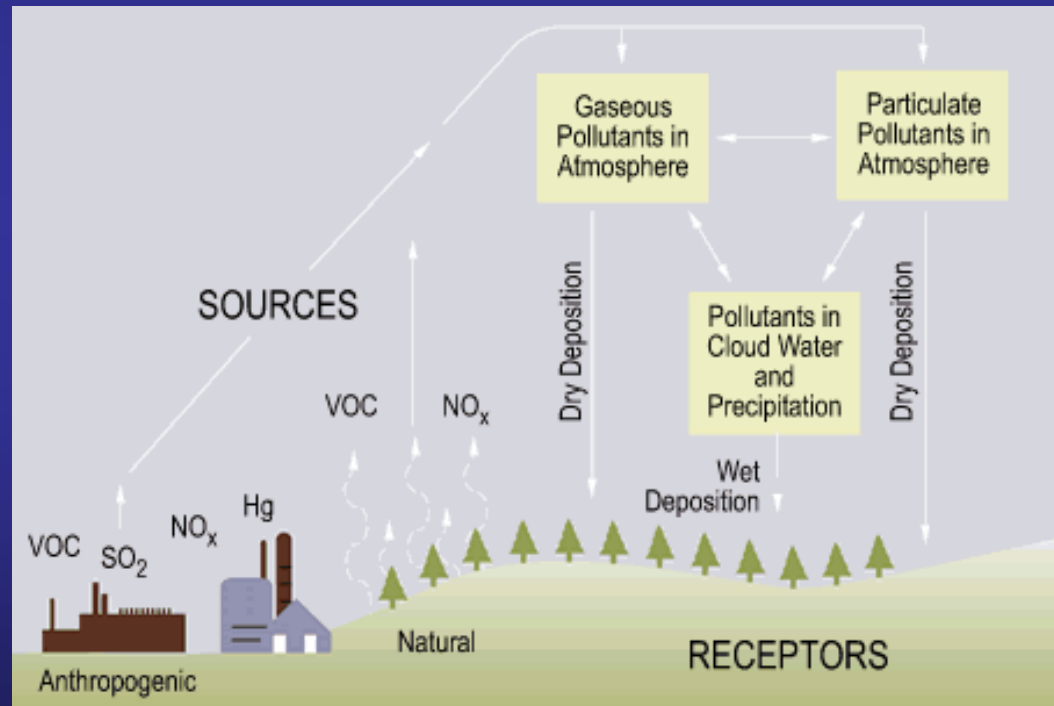 Gaseous
Pollutants in
Atmosphere
Particulate
Pollutants in
Atmosphere
SOURCES
Dry Deposition
Pollutants in
Cloud Water
and
Precipitation
Dry Deposition
VOC
NOx
Wet
Deposition
VOC
SO2
NOx
Hg
Natural
Anthropogenic
RECEPTORS